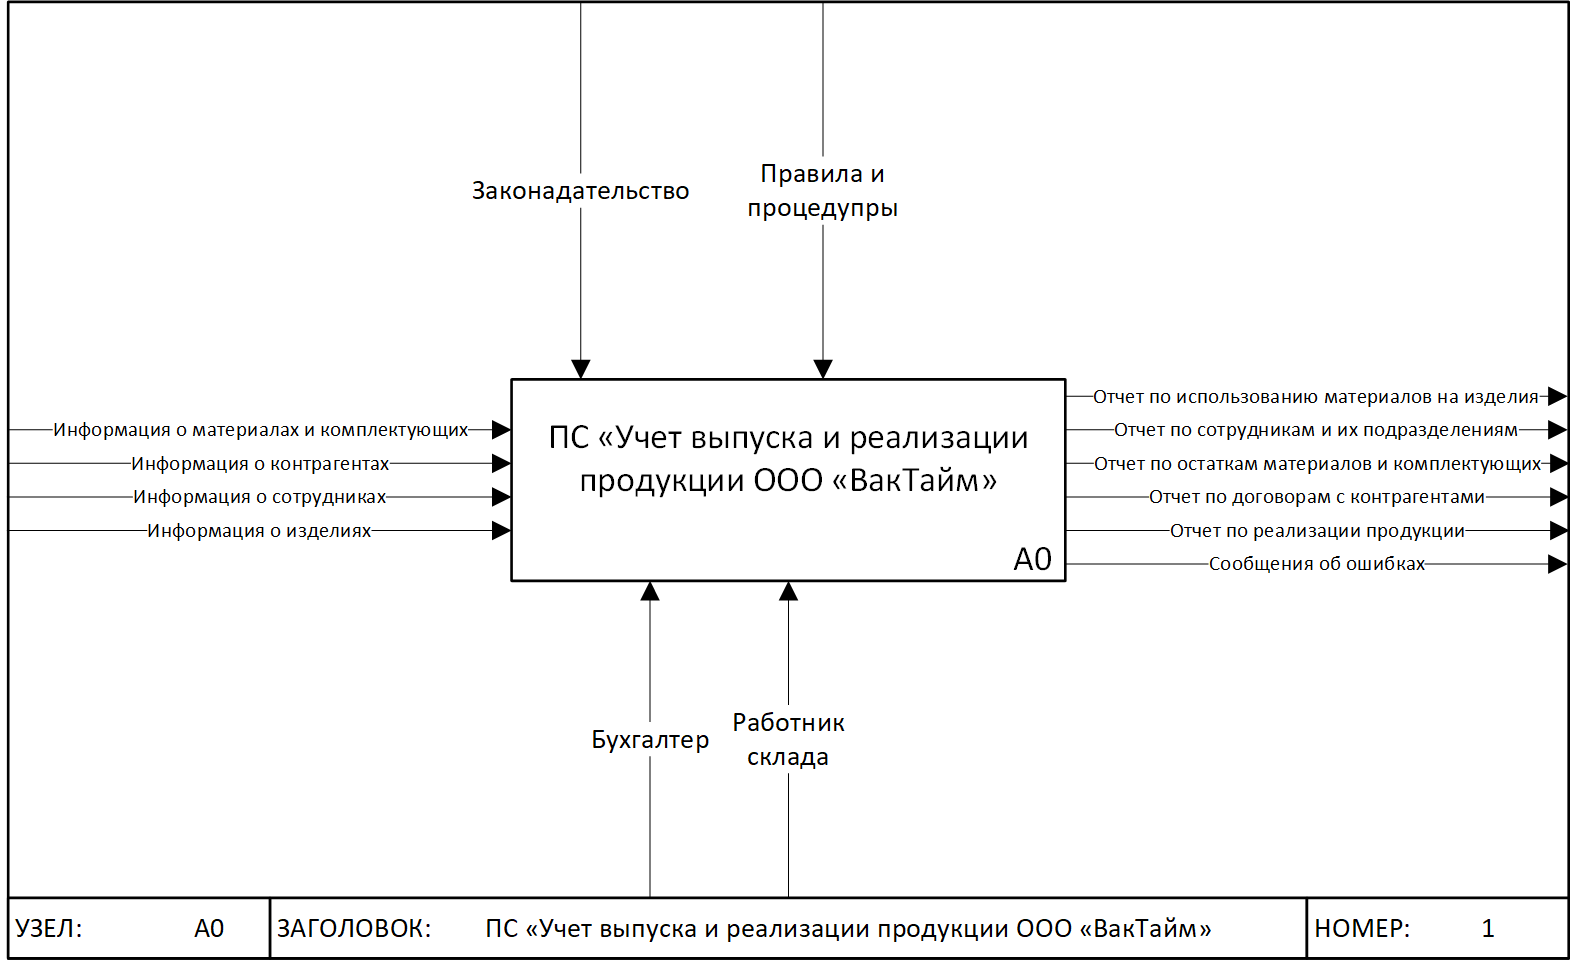 Законадательство
Правила и
процедупры
Информация о материалах и комплектующих
Информация о контрагентах
Информация о сотрудниках
Информация о изделиях
ПС «Учет выпуска и реализации
продукции ООО «ВакТайм»
А0
Отчет по использованию материалов на изделия
Отчет по сотрудникам и их подразделениям
Отчет по остаткам материалов и комплектующих
Отчет по договорам с контрагентами
Отчет по реализации продукции
Сообщения об ошибках
Бухгалтер
Работник
склада
УЗЕЛ: А0
ЗАГОЛОВОК: ПС «Учет выпуска и реализации продукции ООО «ВакТайм»
НОМЕР: 1